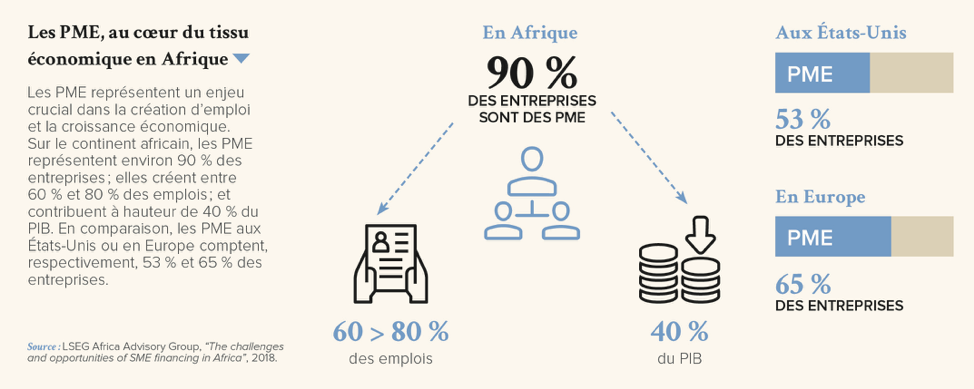 Les PME, au cœur du tissu
économique en Afrique
Les PME représentent un enjeu
crucial dans la création d'emploi
et la croissance économique.
Sur le continent africain, les PME
représentent environ 90 % des
entreprises ; elles créent entre
60 % et 80 % des emplois ; et
contribuent à hauteur de 40 % du
PIB. En comparaison, les PME aux
États-Unis ou en Europe comptent,
respectivement, 53 % et 65 % des
entreprises.
Source : LSEG Africa Advisory Group, "The challenges
and opportunities of SME financing in Africa", 2018.
En Afrique
90 %
DES ENTREPRISES
SONT DES PME
60 > 80 %
des emplois
40 %
du PIB
Aux États-Unis
PME
53 %
DES ENTREPRISES
En Europe
PME
65 %
DES ENTREPRISES